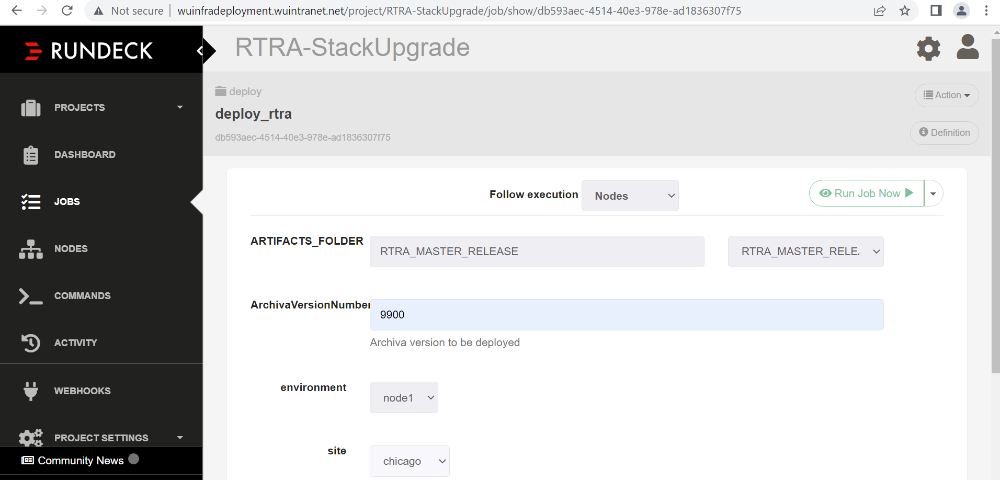 Not secure | wuinfradeployment.wuintranet.net/project/RTRA-StackUpgrade/job/show/db593aec-4514-40e3-978e-ad1836307f75
RUNDECK
RTRA-StackUpgrade
PROJECTS
DASHBOARD
JOBS
NODES
COMMANDS
ACTIVITY
WEBHOOKS
PROJECT SETTINGS
Community News
deploy
Action
deploy_rtra
db593aec-4514-40e3-978e-ad1836307f75
Definition
Follow execution Nodes
Run Job Now
ARTIFACTS_FOLDER RTRA_MASTER_RELEASE RTRA_MASTER_RELEA
ArchivaVersionNumber 9900
Archiva version to be deployed
environment node1
site chicago